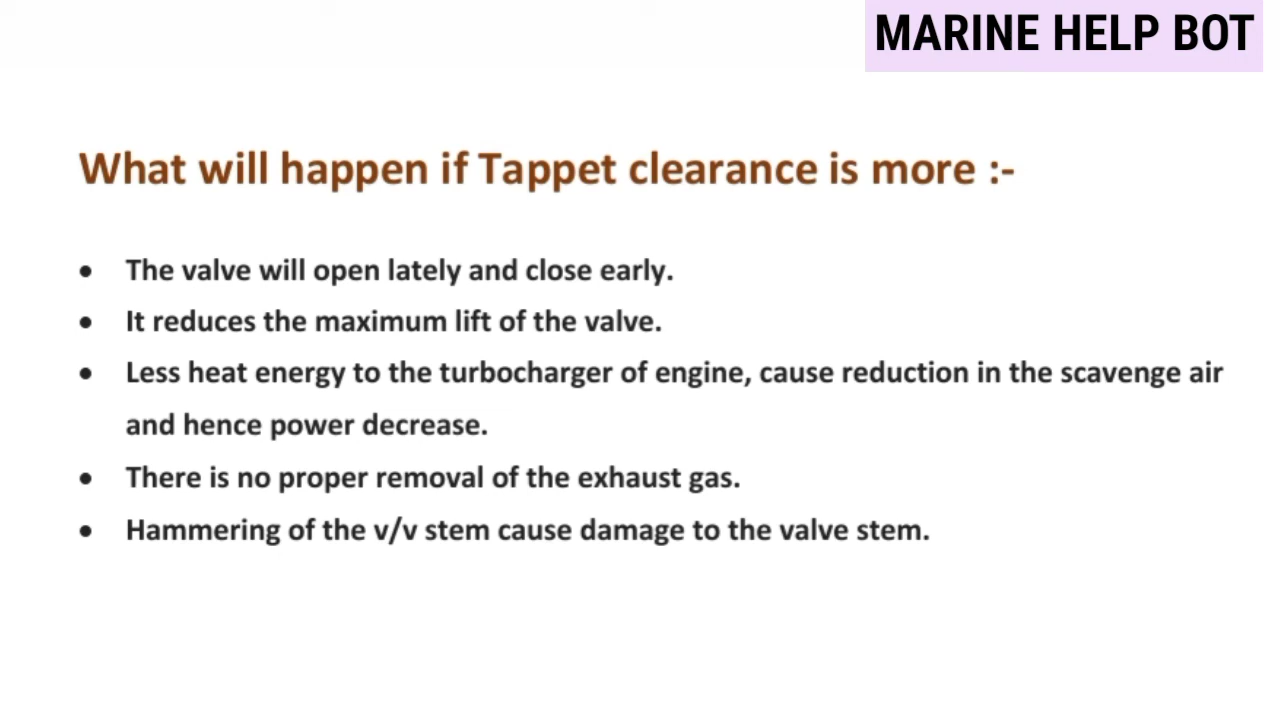 MARINE HELP BOT
What will happen if Tappet clearance is more :-
• The valve will open lately and close early.
• It reduces the maximum lift of the valve.
• Less heat energy to the turbocharger of engine, cause reduction in the scavenge air
and hence power decrease.
• There is no proper removal of the exhaust gas.
• Hammering of the v/v stem cause damage to the valve stem.